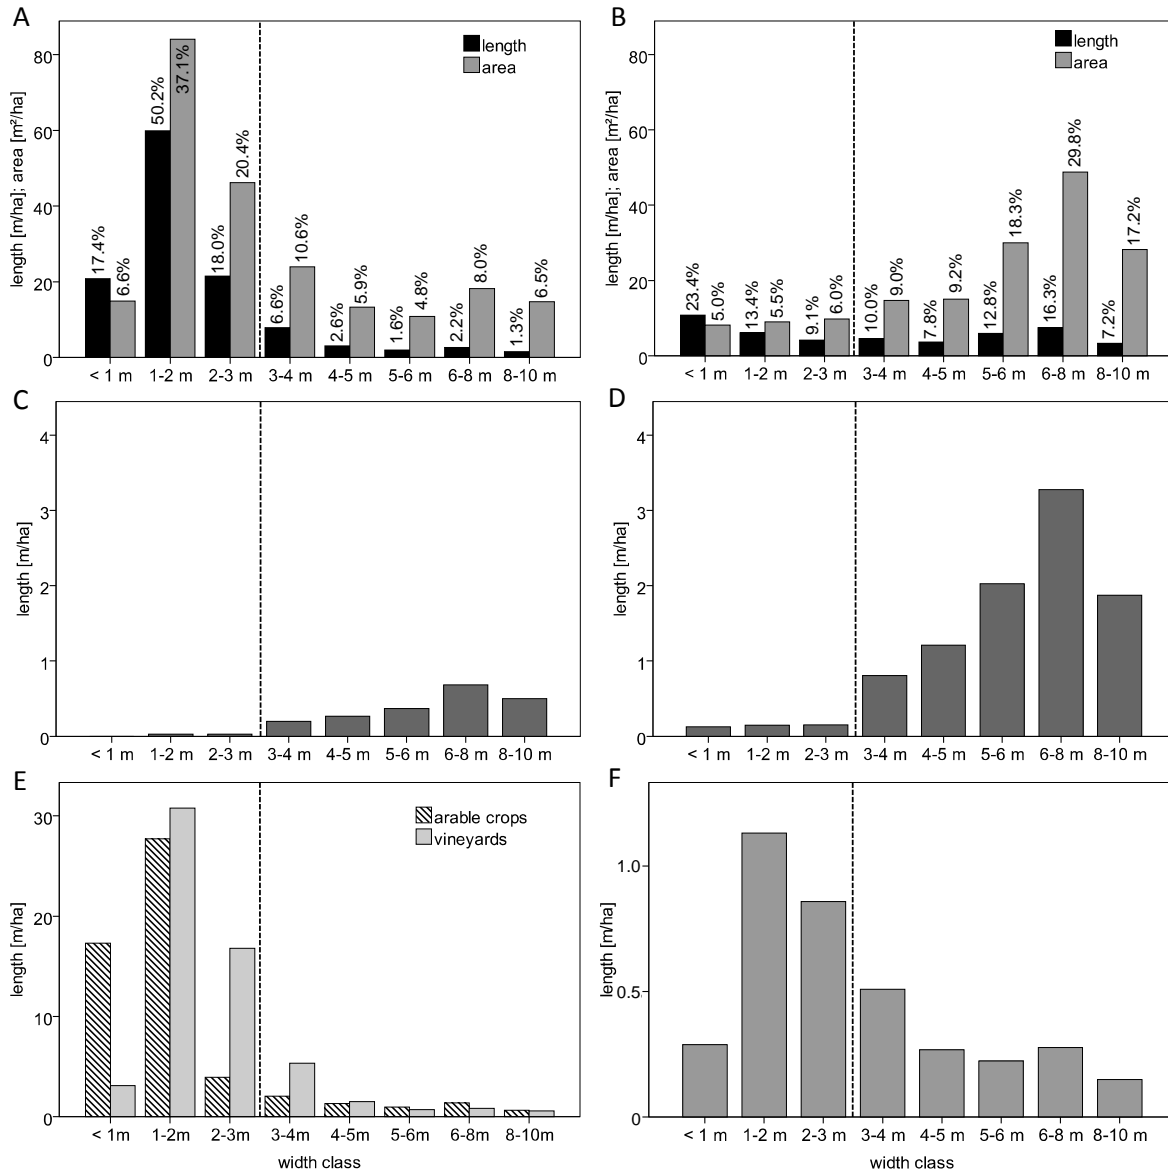 A
length
area
length [m/ha]; area [m²/ha]
80
60
40
20
0
17.4%
6.6%
50.2%
37.1%
18.0%
20.4%
6.6%
10.6%
2.6%
5.9%
1.6%
4.8%
2.2%
8.0%
1.3%
6.5%
< 1 m 1-2 m 2-3 m 3-4 m 4-5 m 5-6 m 6-8 m 8-10 m
B
length
area
length [m/ha]; area [m²/ha]
80
60
40
20
0
23.4%
5.0%
13.4%
5.5%
9.1%
6.0%
10.0%
9.0%
7.8%
9.2%
12.8%
18.3%
16.3%
29.8%
7.2%
17.2%
< 1 m 1-2 m 2-3 m 3-4 m 4-5 m 5-6 m 6-8 m 8-10 m
C
length [m/ha]
4
3
2
1
0
< 1 m 1-2 m 2-3 m 3-4 m 4-5 m 5-6 m 6-8 m 8-10 m
D
length [m/ha]
4
3
2
1
0
< 1 m 1-2 m 2-3 m 3-4 m 4-5 m 5-6 m 6-8 m 8-10 m
E
arable crops
vineyards
length [m/ha]
30
20
10
0
< 1m 1-2m 2-3m 3-4m 4-5m 5-6m 6-8m 8-10m
width class
F
length [m/ha]
1.0
0.5
0
< 1 m 1-2 m 2-3 m 3-4 m 4-5 m 5-6 m 6-8 m 8-10 m
width class